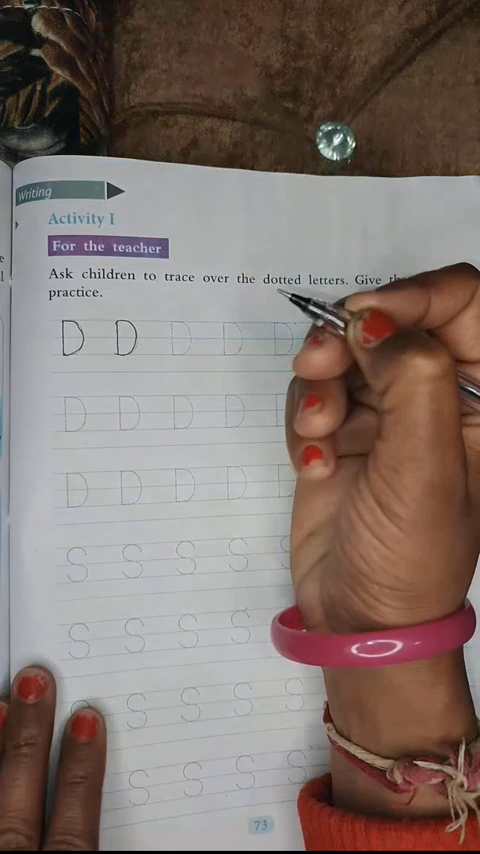 Writing
Activity I
For the teacher
Ask children to trace over the dotted letters. Give
practice.
D D D D D
D D D D
D D D D D
S S S S S
S S S S
S S S S
S S S S
73